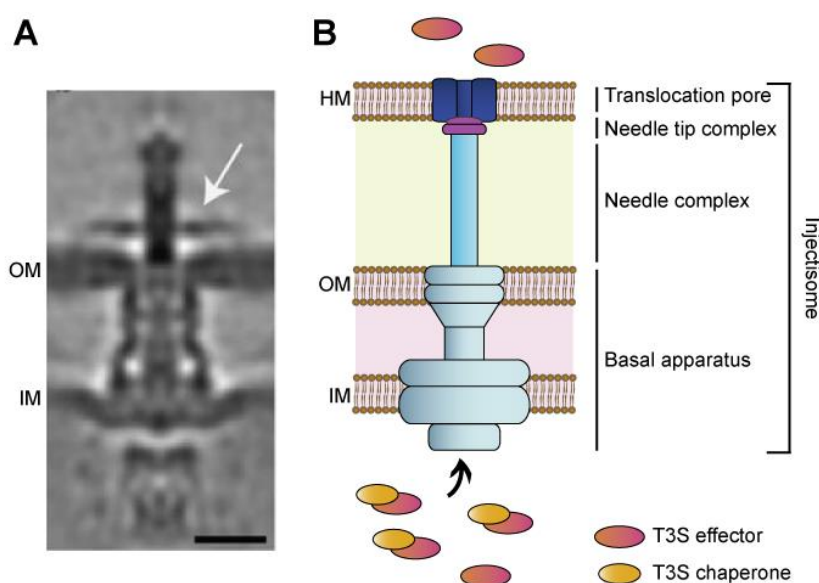 A
B
HM
Translocation pore
Needle tip complex
Needle complex
Injectisome
OM
OM
Basal apparatus
IM
IM
T3S effector
T3S chaperone